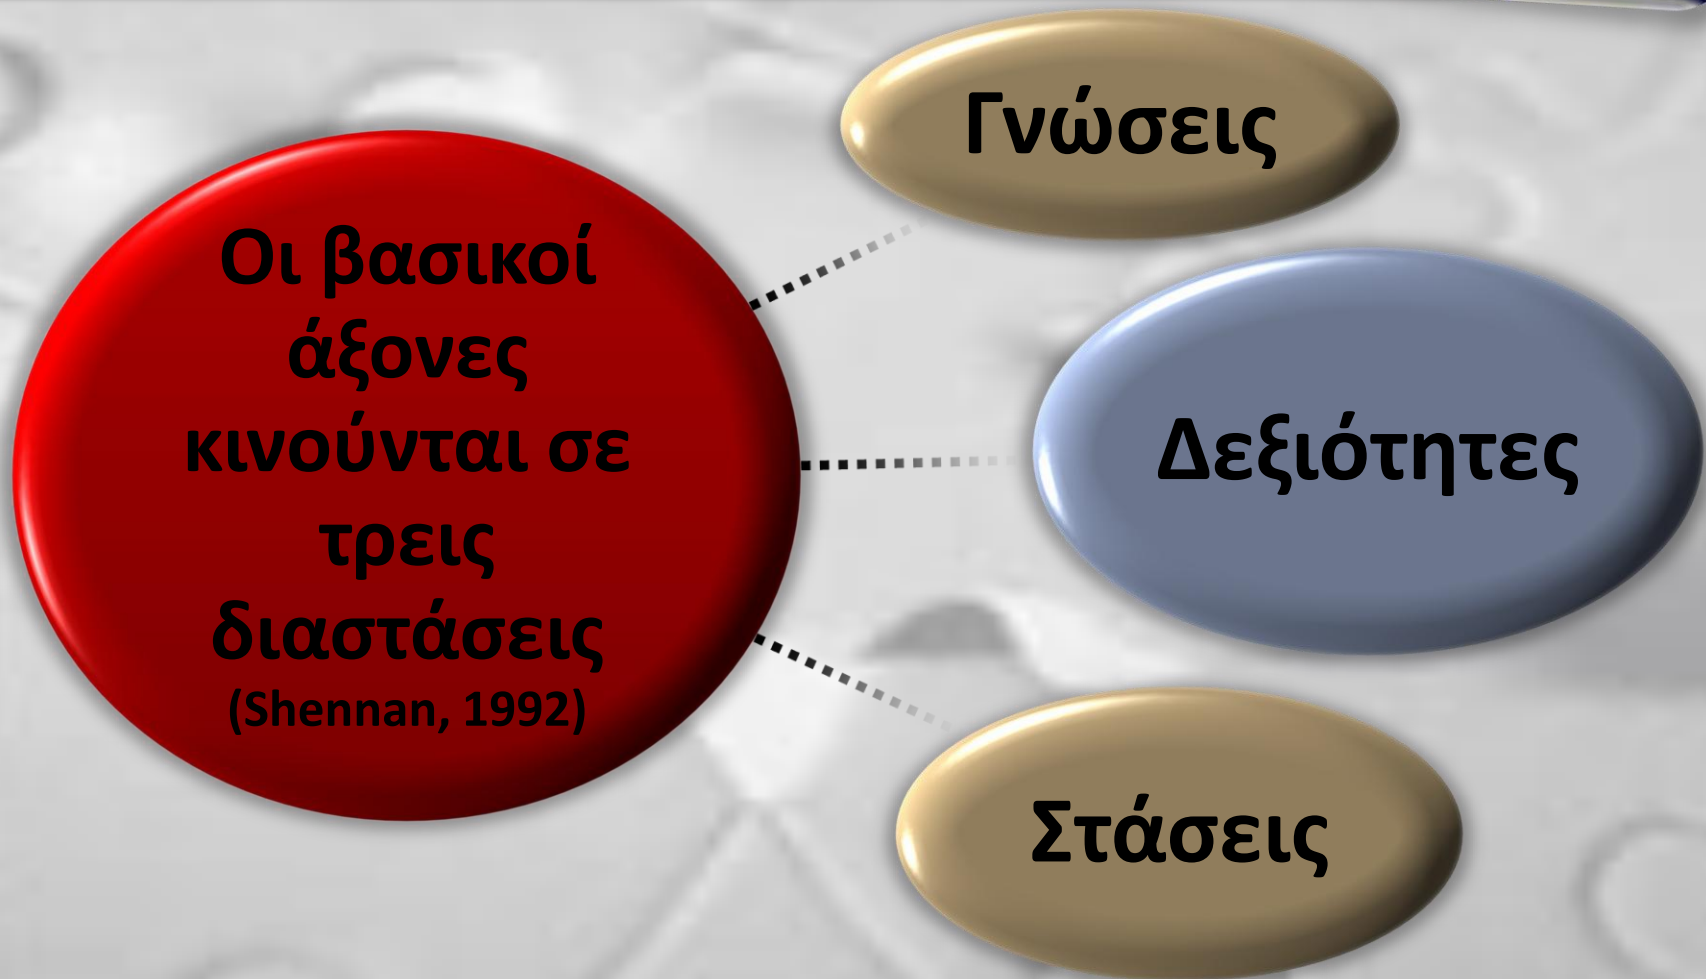 Οι βασικοί
άξονες
κινούνται σε
τρεις
διαστάσεις
(Shennan, 1992)
Γνώσεις
Δεξιότητες
Στάσεις